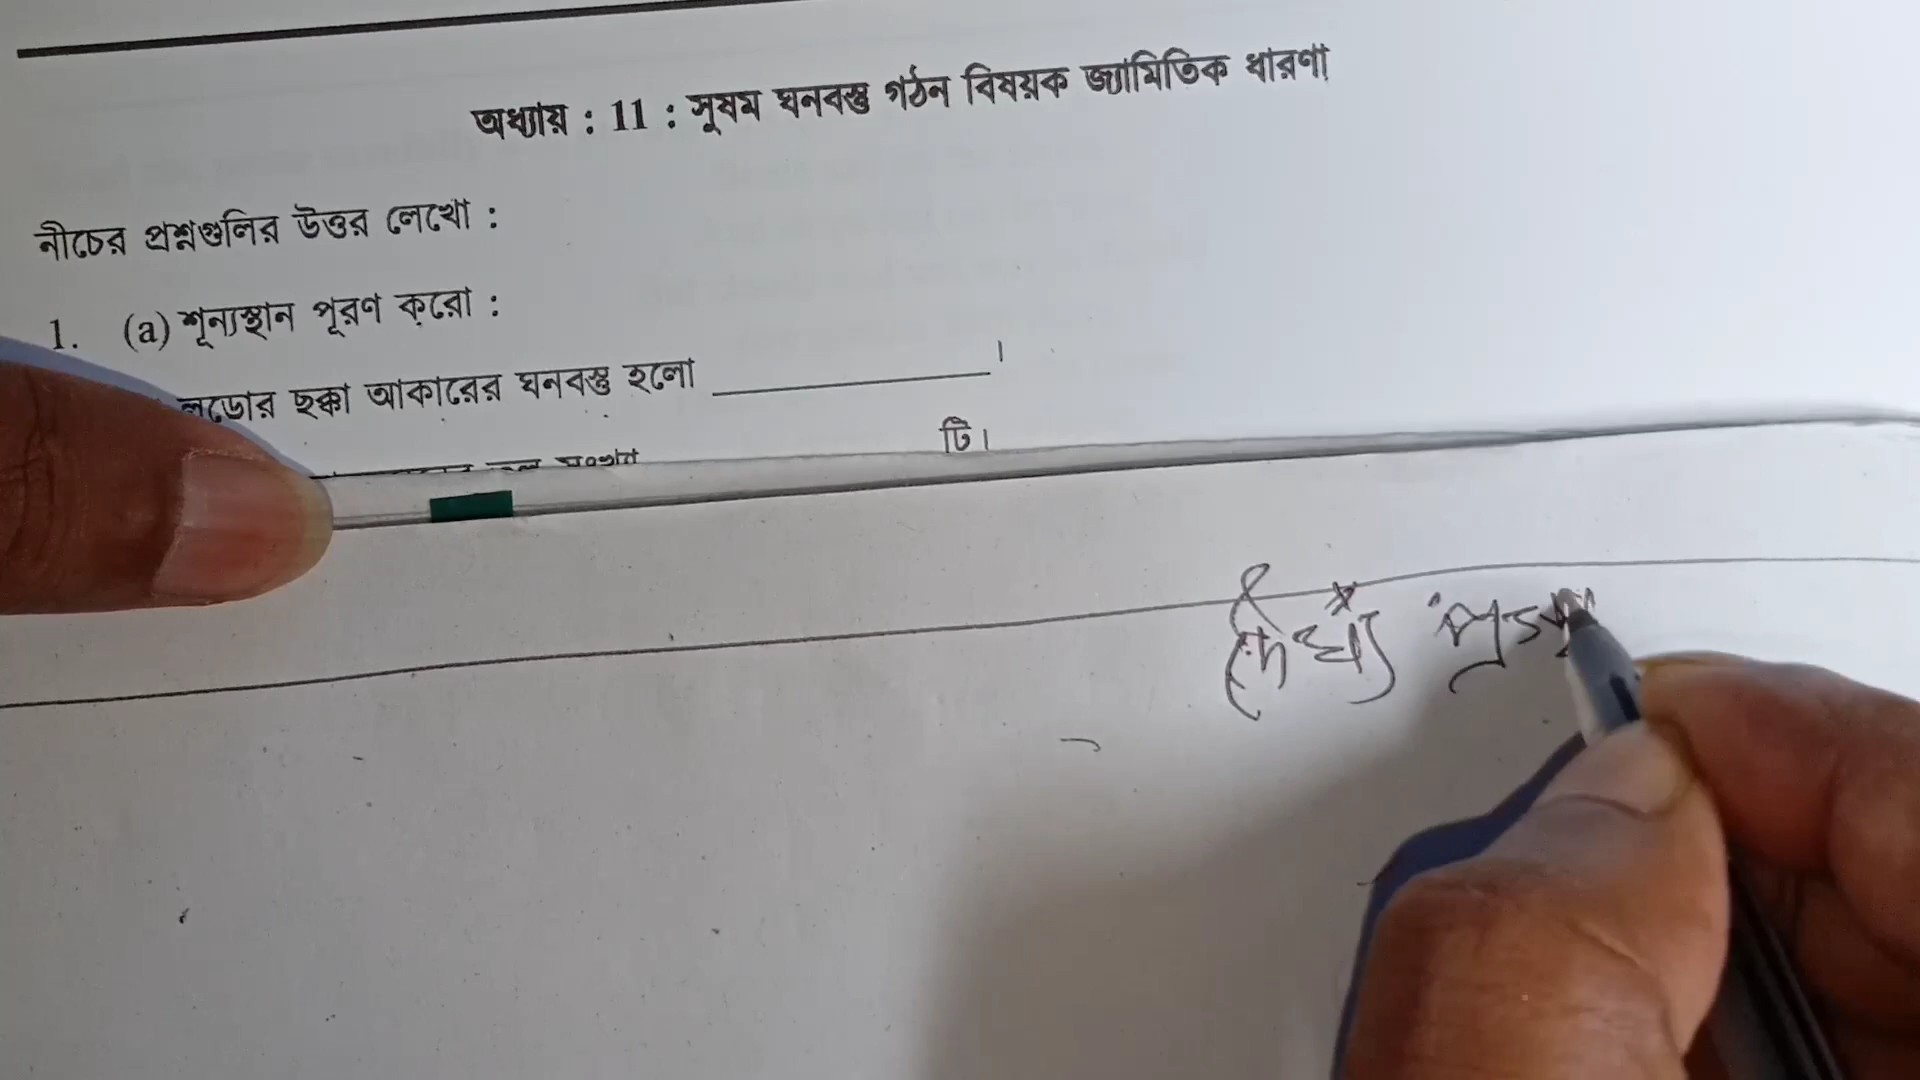 অধ্যায় : 11 : সুষম ঘনবস্তু গঠন বিষয়ক জ্যামিতিক ধারণা
নীচের প্রশ্নগুলির উত্তর লেখো :
1. (a) শূন্যস্থান পূরণ করো :
লুডোর ছক্কা আকারের ঘনবস্তু হলো ____________ ।
টি।